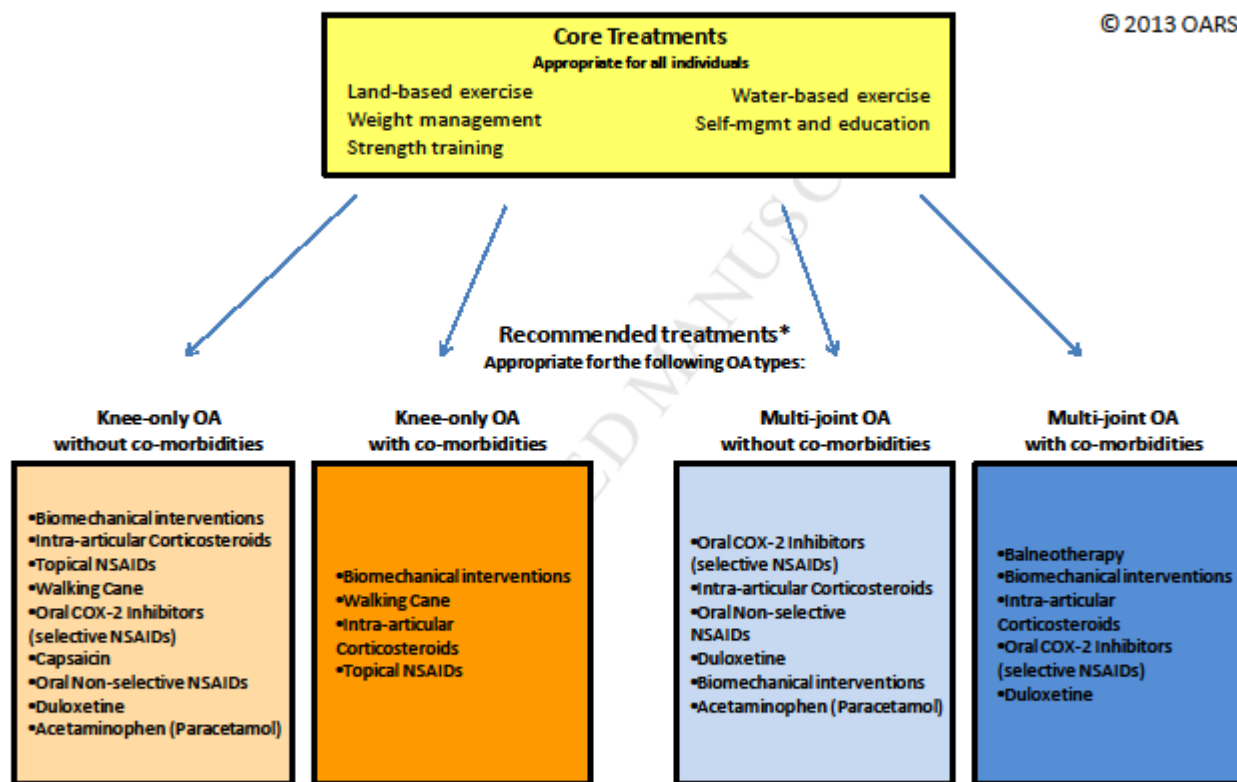 © 2013 OARS
Core Treatments
Appropriate for all individuals
Land-based exercise
Weight management
Strength training
Water-based exercise
Self-mgmt and education
ED MANUSC
Recommended treatments*
Appropriate for the following OA types:
Knee-only OA
without co-morbidities
•Biomechanical interventions
•Intra-articular Corticosteroids
•Topical NSAIDs
•Walking Cane
•Oral COX-2 Inhibitors
(selective NSAIDs)
•Capsaicin
•Oral Non-selective NSAIDs
•Duloxetine
•Acetaminophen (Paracetamol)
Knee-only OA
with co-morbidities
•Biomechanical interventions
•Walking Cane
•Intra-articular
Corticosteroids
•Topical NSAIDs
Multi-joint OA
without co-morbidities
•Oral COX-2 Inhibitors
(selective NSAIDs)
•Intra-articular Corticosteroids
•Oral Non-selective
NSAIDs
•Duloxetine
•Biomechanical interventions
•Acetaminophen (Paracetamol)
Multi-joint OA
with co-morbidities
•Balneotherapy
•Biomechanical interventions
•Intra-articular
Corticosteroids
•Oral COX-2 Inhibitors
(selective NSAIDs)
•Duloxetine